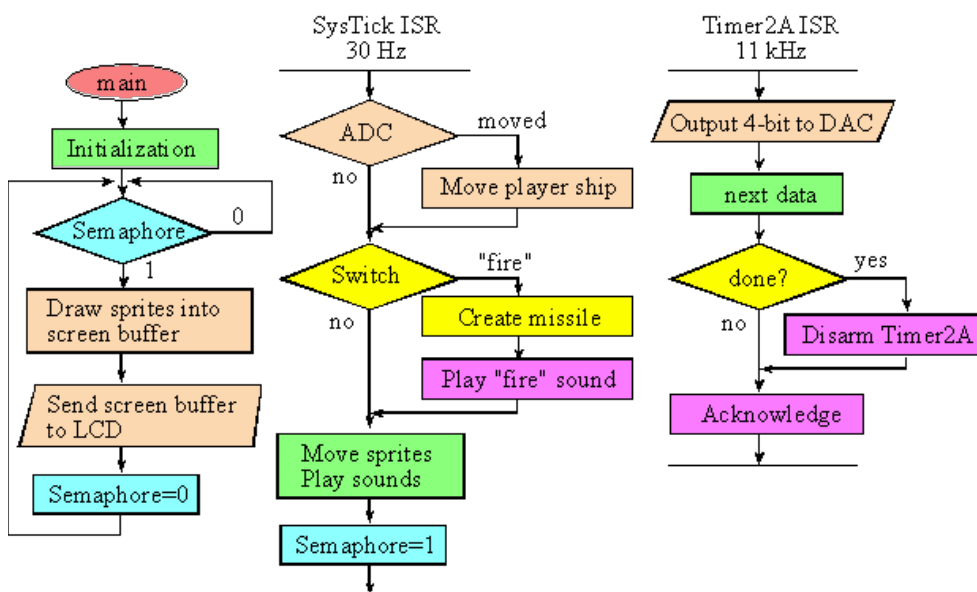 main
Initialization
Semaphore
0
1
Draw sprites into
screen buffer
Send screen buffer
to LCD
Semaphore=0
SysTick ISR
30 Hz
ADC
moved
no
Move player ship
Switch
"fire"
no
Create missile
Play "fire" sound
Move sprites
Play sounds
Semaphore=1
Timer2A ISR
11 kHz
Output 4-bit to DAC
next data
done?
yes
no
Disarm Timer2A
Acknowledge